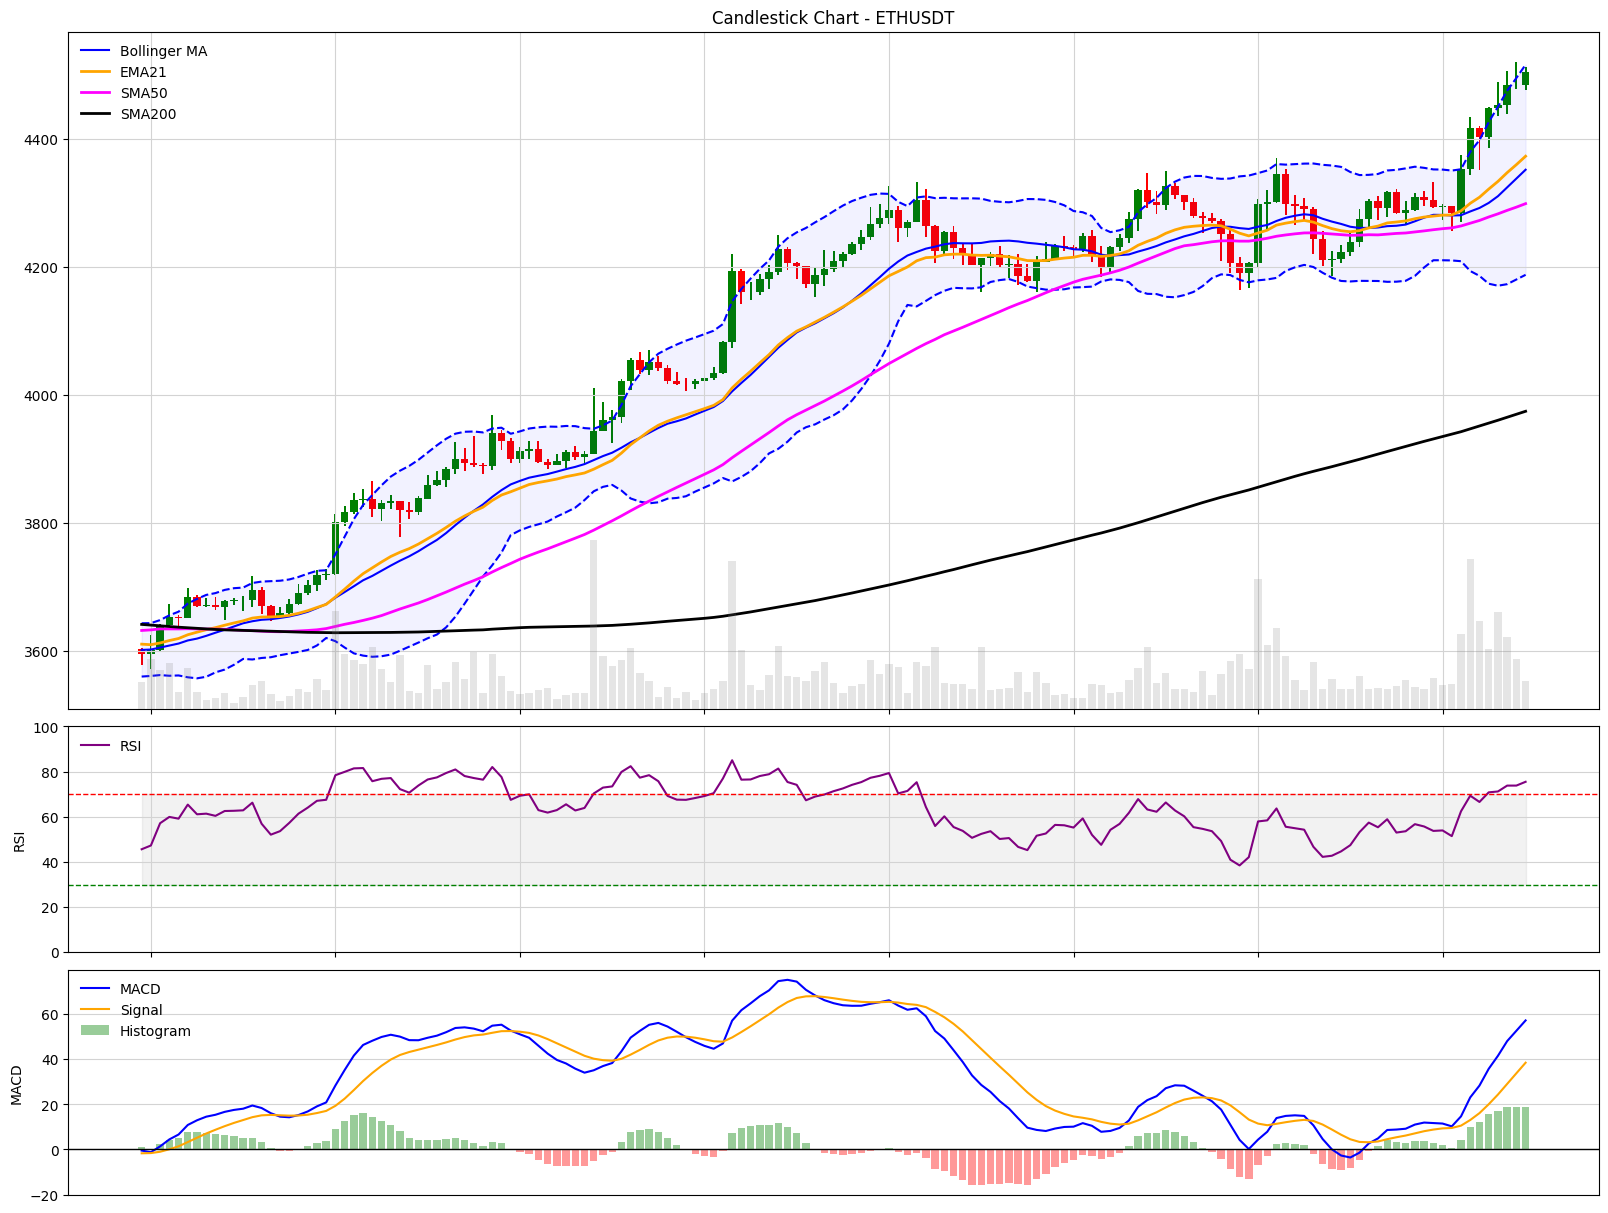 Candlestick Chart - ETHUSDT
Bollinger MA
EMA21
SMA50
SMA200
4400
4200
4000
3800
3600
RSI
100
80
60
40
20
0
RSI
MACD
Signal
Histogram
60
40
20
0
−20
MACD